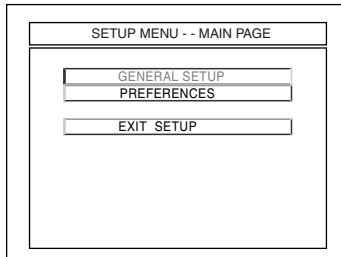 SETUP MENU - - MAIN PAGE
GENERAL SETUP
PREFERENCES
EXIT SETUP